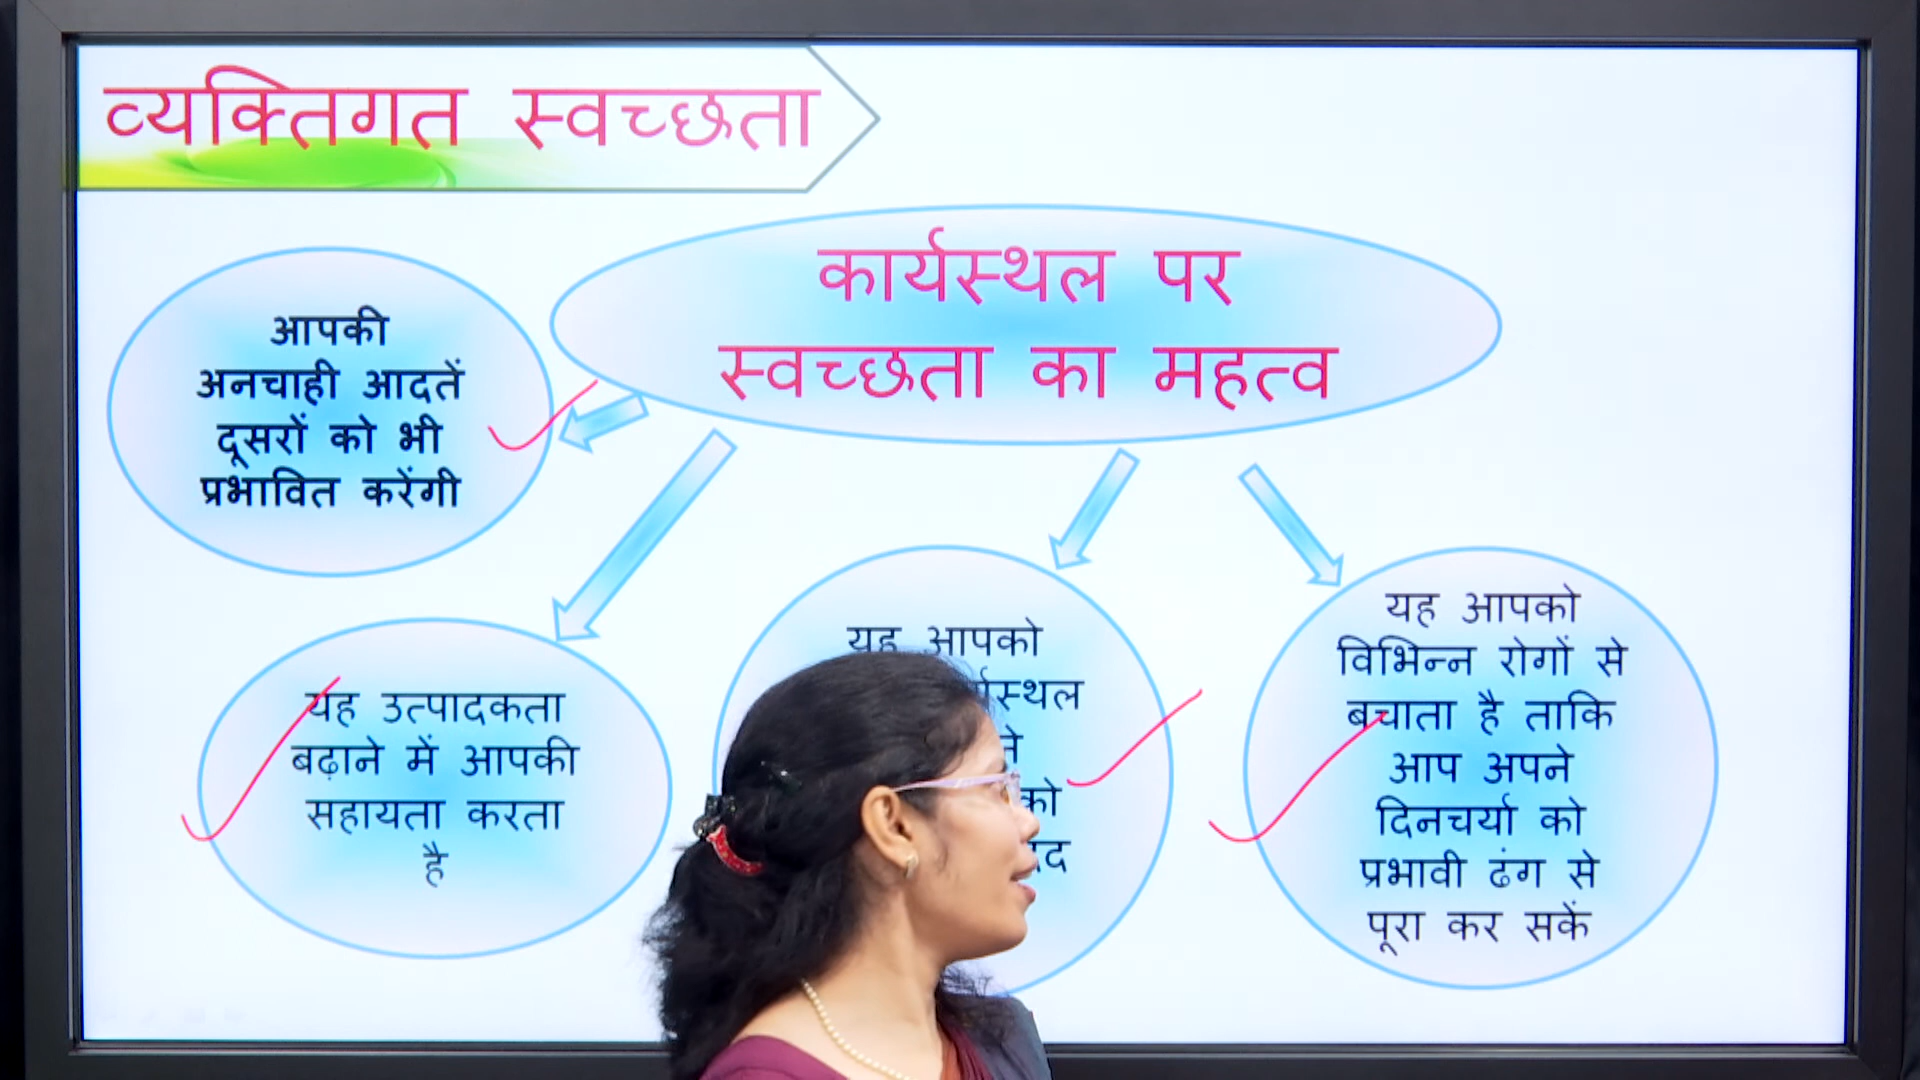 व्यक्तिगत स्वच्छता
कार्यस्थल पर
स्वच्छता का महत्व
आपकी
अनचाही आदतें
दूसरों को भी
प्रभावित करेंगी
यह उत्पादकता
बढ़ाने में आपकी
सहायता करता
है
यह आपको
को
यह आपको
विभिन्न रोगों से
बचाता है ताकि
आप अपने
दिनचर्या को
प्रभावी ढंग से
पूरा कर सकें